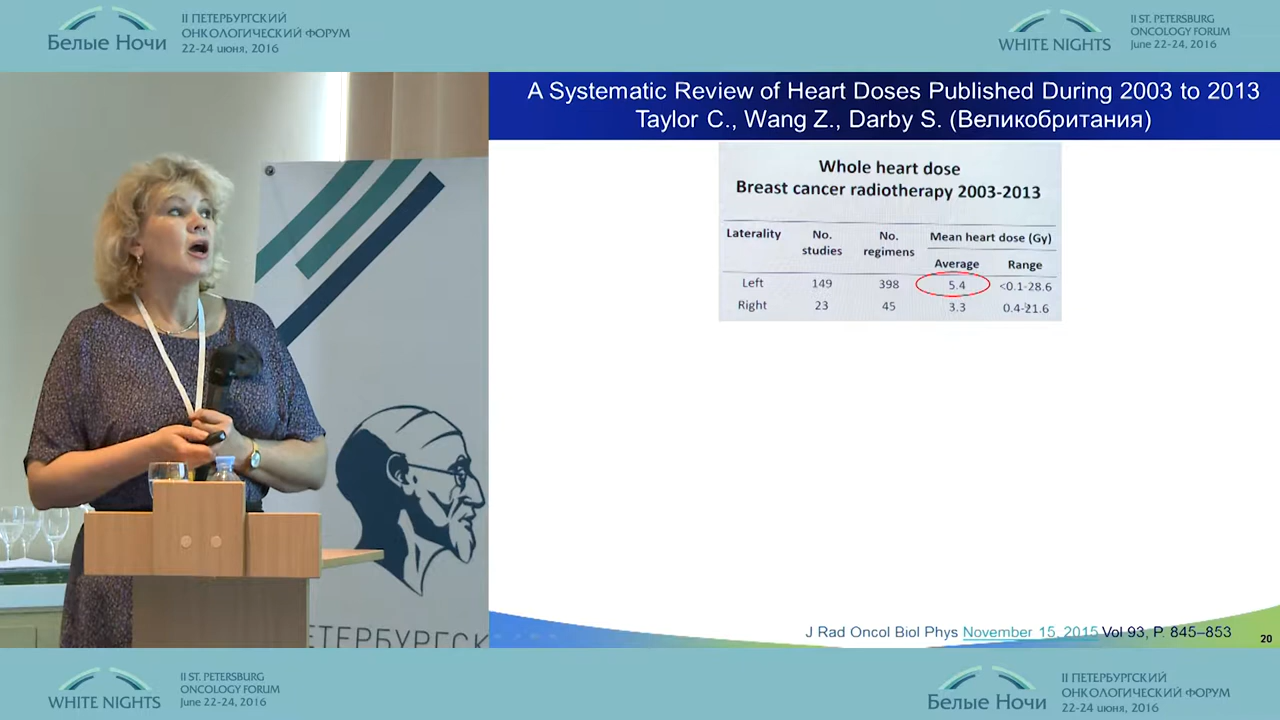 Белые Ночи
II ПЕТЕРБУРГСКИЙ
ОНКОЛОГИЧЕСКИЙ ФОРУМ
22-24 июня, 2016
WHITE NIGHTS
II ST. PETERSBURG
ONCOLOGY FORUM
June 22-24, 2016
A Systematic Review of Heart Doses Published During 2003 to 2013
Taylor C., Wang Z., Darby S. (Великобритания)
Whole heart dose
Breast cancer radiotherapy 2003-2013
Laterality No. studies No. regimens Mean heart dose (Gy)
Average Range
Left 149 398 5.4 <0.1-28.6
Right 23 45 3.3 0.4-21.6
J Rad Oncol Biol Phys November 15, 2015 Vol 93, P. 845–853
20
ЕТЕРБУРГСК
WHITE NIGHTS
II ST. PETERSBURG
ONCOLOGY FORUM
June 22-24, 2016
Белые Ночи
II ПЕТЕРБУРГСКИЙ
ОНКОЛОГИЧЕСКИЙ ФОРУМ
22-24 июня, 2016